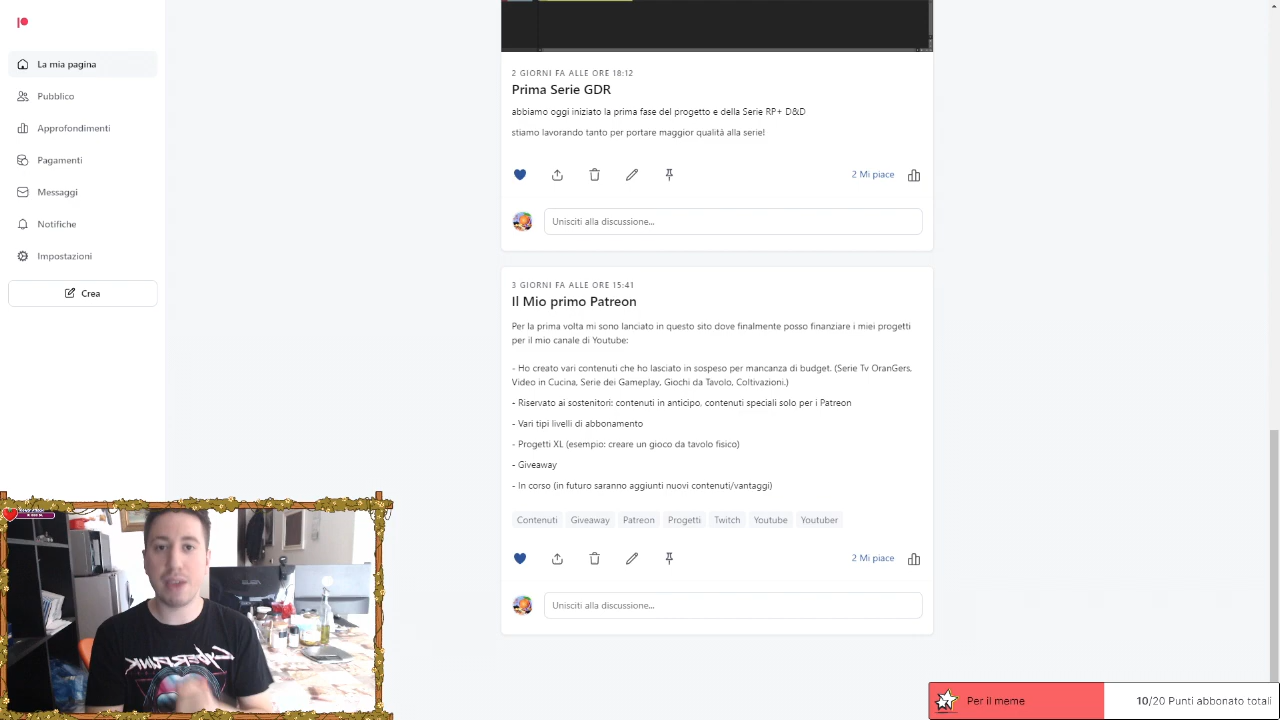 La mia pagina
Pubblico
Approfondimenti
Pagamenti
Messaggi
Notifiche
Impostazioni
Crea
2 GIORNI FA ALLE ORE 18:12
Prima Serie GDR
abbiamo oggi iniziato la prima fase del progetto e della Serie RP+ D&D
stiamo lavorando tanto per portare maggior qualità alla serie!
2 Mi piace
Unisciti alla discussione...
3 GIORNI FA ALLE ORE 15:41
Il Mio primo Patreon
Per la prima volta mi sono lanciato in questo sito dove finalmente posso finanziare i miei progetti
per il mio canale di Youtube:
- Ho creato vari contenuti che ho lasciato in sospeso per mancanza di budget. (Serie Tv OranGers,
Video in Cucina, Serie dei Gameplay, Giochi da Tavolo, Coltivazioni.)
- Riservato ai sostenitori: contenuti in anticipo, contenuti speciali solo per i Patreon
- Vari tipi livelli di abbonamento
- Progetti XL (esempio: creare un gioco da tavolo fisico)
- Giveaway
- In corso (in futuro saranno aggiunti nuovi contenuti/vantaggi)
Contenuti Giveaway Patreon Progetti Twitch Youtube Youtuber
2 Mi piace
Unisciti alla discussione...
CYBERPUNK
Per il meme
10/20 Punti abbonato totali